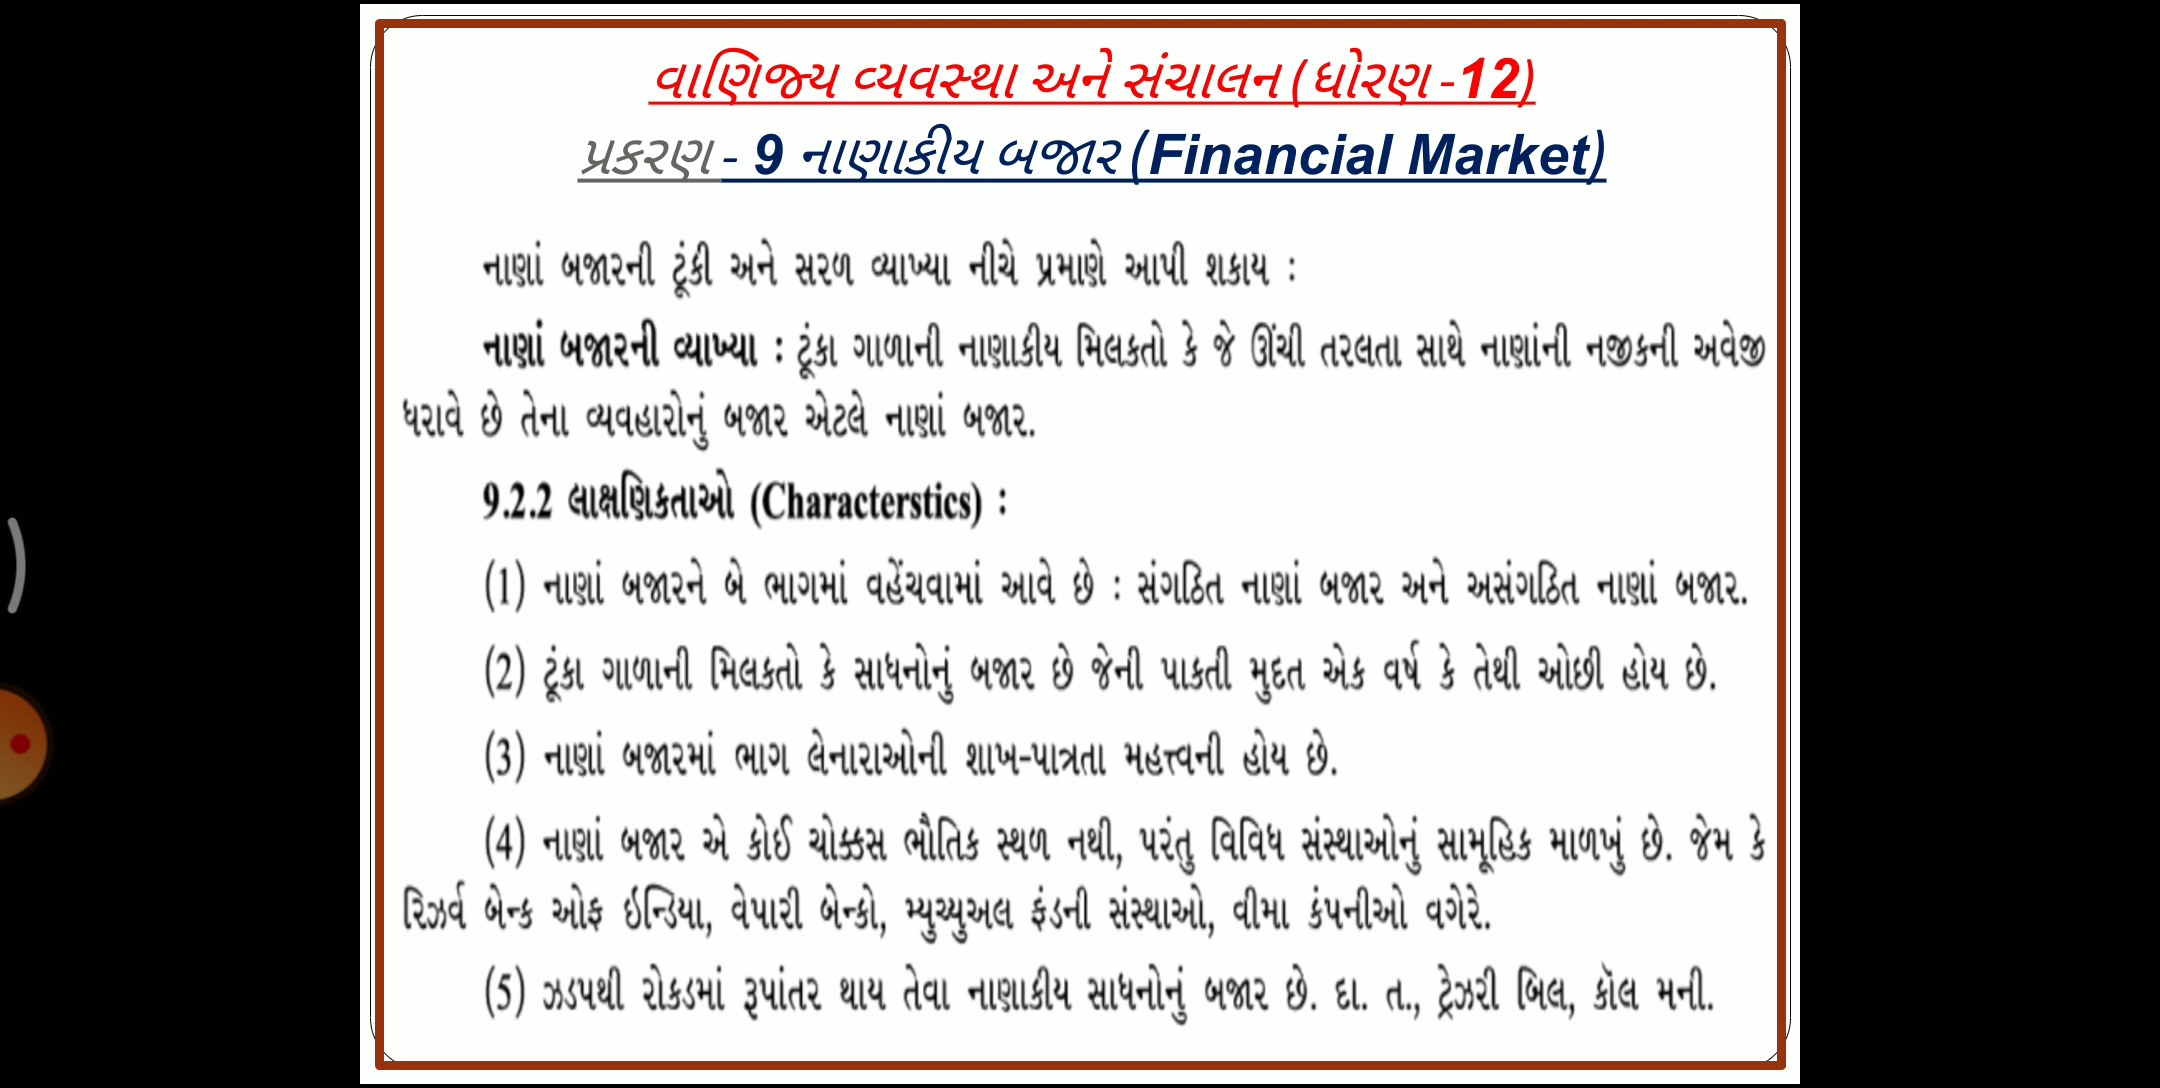 વાણિજ્ય વ્યવસ્થા અને સંચાલન (ધોરણ -12)
પ્રકરણ - 9 નાણાકીય બજાર (Financial Market)
નાણાં બજારની ટૂંકી અને સરળ વ્યાખ્યા નીચે પ્રમાણે આપી શકાય :
નાણાં બજારની વ્યાખ્યા : ટૂંકા ગાળાની નાણાકીય મિલકતો કે જે ઊંચી તરલતા સાથે નાણાંની નજીકની અવેજી
ધરાવે છે તેના વ્યવહારોનું બજાર એટલે નાણાં બજાર.
9.2.2 લાક્ષણિકતાઓ (Characterstics) :
(1) નાણાં બજારને બે ભાગમાં વહેંચવામાં આવે છે : સંગઠિત નાણાં બજાર અને અસંગઠિત નાણાં બજાર.
(2) ટૂંકા ગાળાની મિલકતો કે સાધનોનું બજાર છે જેની પાકતી મુદત એક વર્ષ કે તેથી ઓછી હોય છે.
(3) નાણાં બજારમાં ભાગ લેનારાઓની શાખ-પાત્રતા મહત્ત્વની હોય છે.
(4) નાણાં બજાર એ કોઈ ચોક્કસ ભૌતિક સ્થળ નથી, પરંતુ વિવિધ સંસ્થાઓનું સામૂહિક માળખું છે. જેમ કે
રિઝર્વ બેન્ક ઓફ ઇન્ડિયા, વેપારી બેન્કો, મ્યુચ્યુઅલ ફંડની સંસ્થાઓ, વીમા કંપનીઓ વગેરે.
(5) ઝડપથી રોકડમાં રૂપાંતર થાય તેવા નાણાકીય સાધનોનું બજાર છે. દા. ત., ટ્રેઝરી બિલ, કૉલ મની.